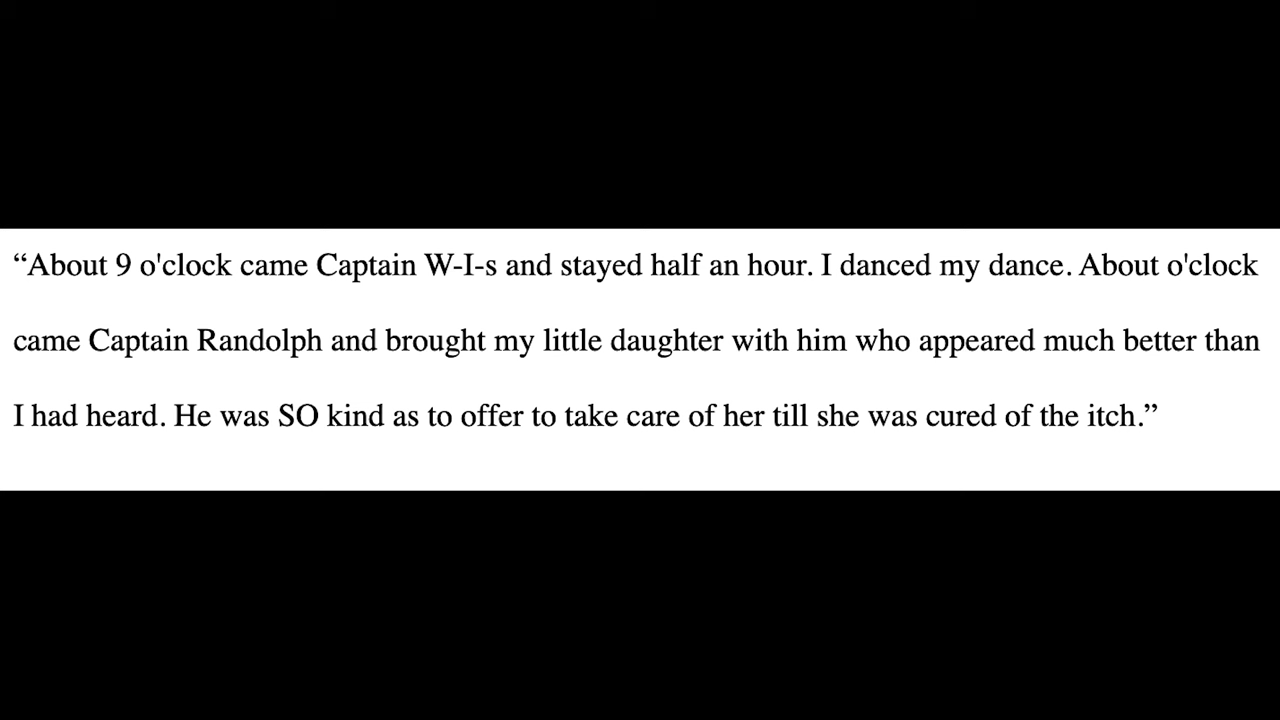 “About 9 o'clock came Captain W-I-s and stayed half an hour. I danced my dance. About o'clock
came Captain Randolph and brought my little daughter with him who appeared much better than
I had heard. He was SO kind as to offer to take care of her till she was cured of the itch.”